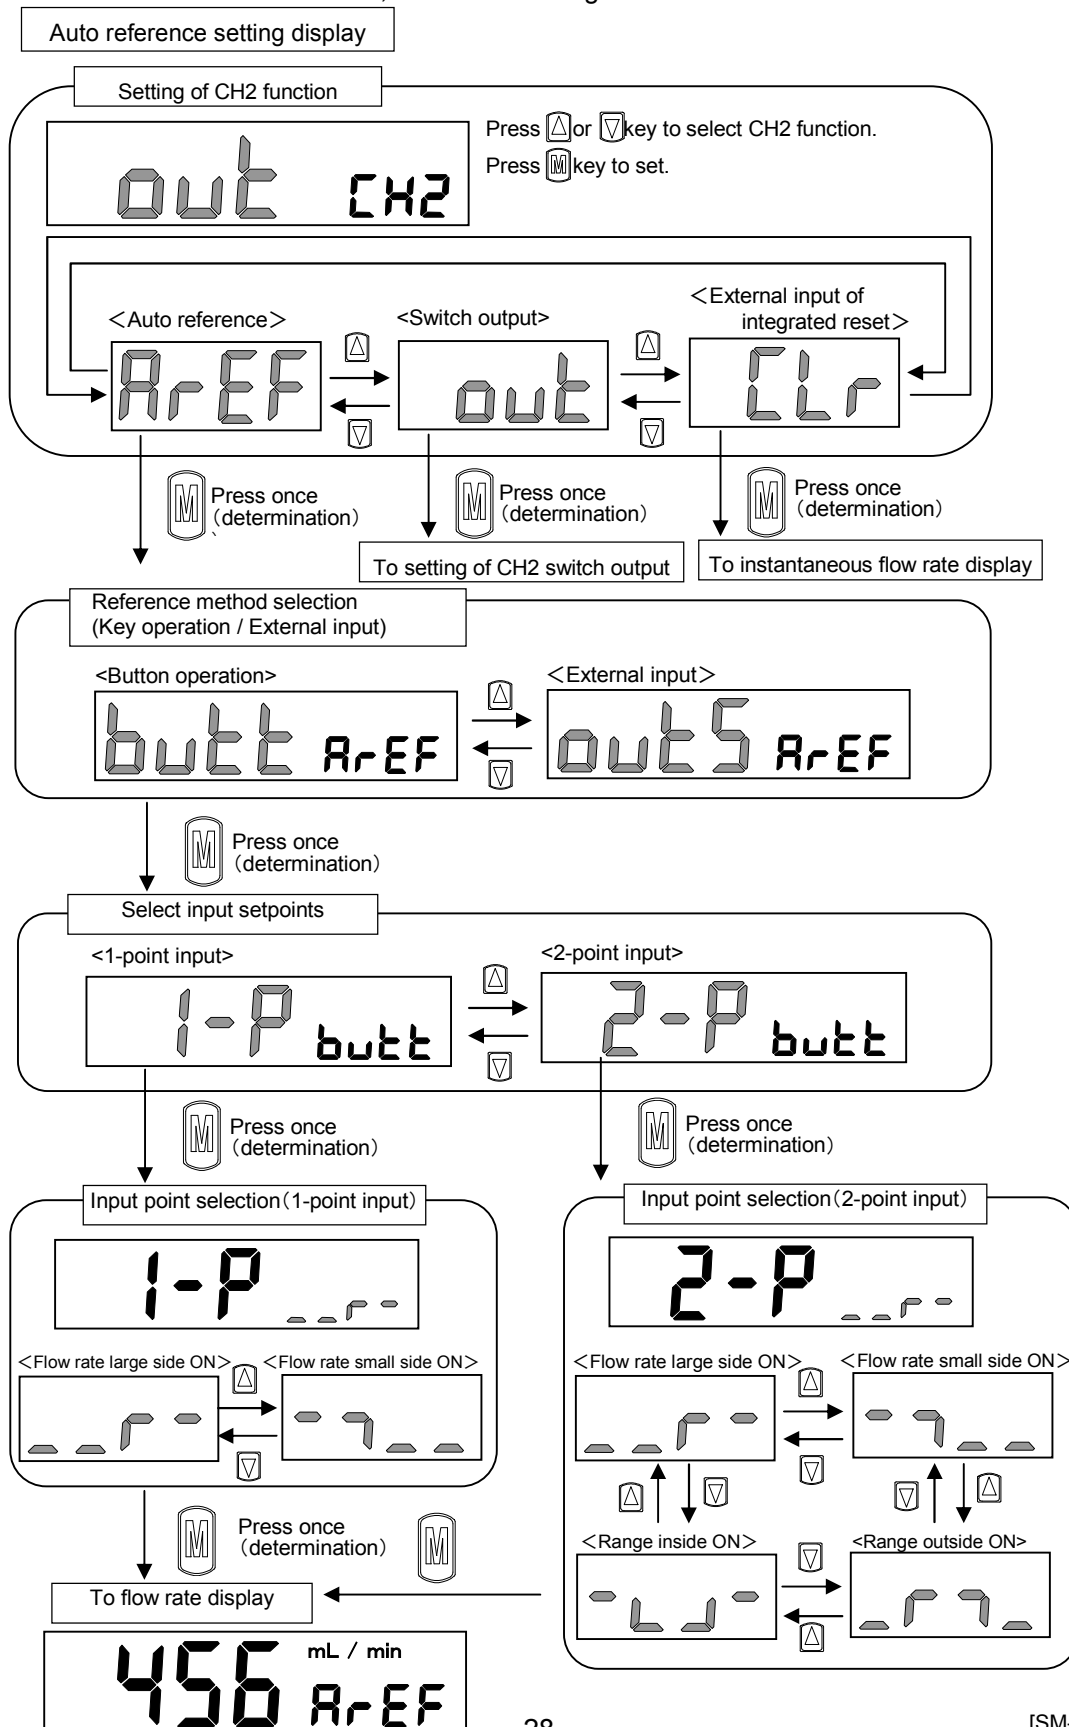 Auto reference setting display
Setting of CH2 function
Press △ or ▽ key to select CH2 function.
Press M key to set.
out CH2
<Auto reference>
<Switch output>
<External input of
integrated reset>
ArEF
out
CLr
△
▽
△
▽
M Press once
(determination)
M Press once
(determination)
M Press once
(determination)
To setting of CH2 switch output
To instantaneous flow rate display
Reference method selection
(Key operation / External input)
<Button operation>
<External input>
butt ArEF
△
▽
outS ArEF
M Press once
(determination)
Select input setpoints
<1-point input>
<2-point input>
1-P butt
△
▽
2-P butt
M Press once
(determination)
M Press once
(determination)
Input point selection(1-point input)
Input point selection(2-point input)
1-P
2-P
<Flow rate large side ON>
<Flow rate small side ON>
<Flow rate large side ON>
<Flow rate small side ON>
△
▽
△
▽
△
▽
▽
△
<Range inside ON>
<Range outside ON>
▽
△
M Press once
(determination)
M
To flow rate display
456 mL / min
ArEF
28
[SM-